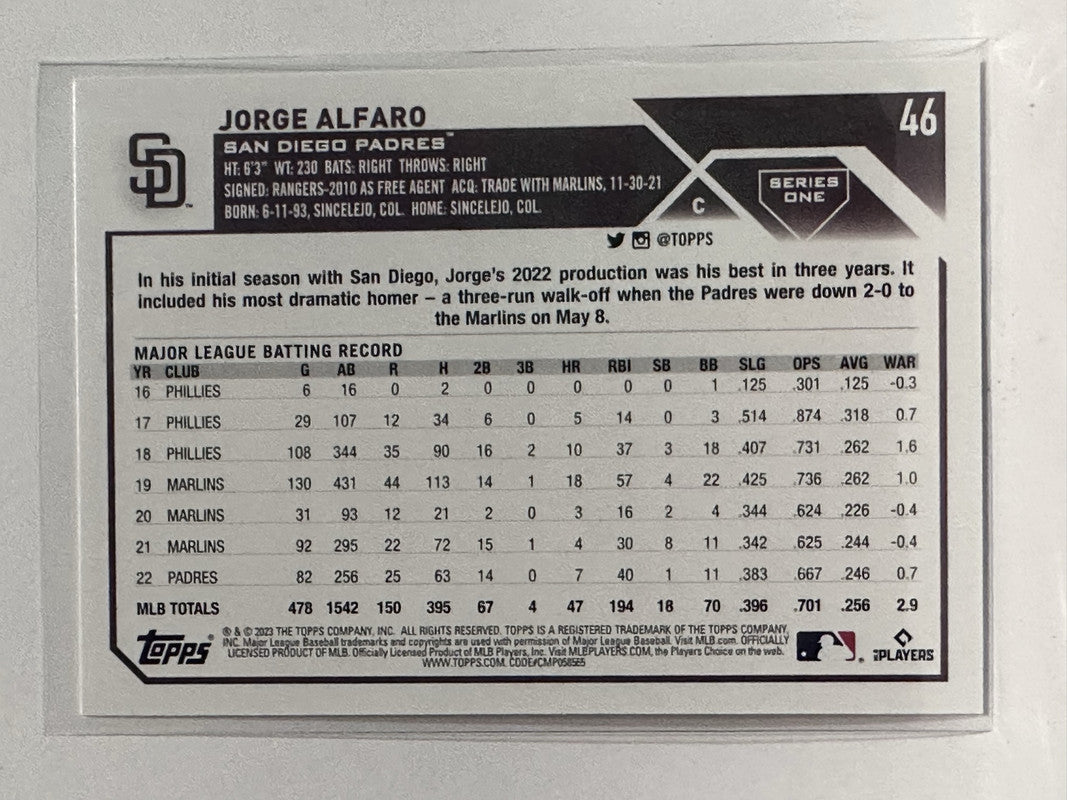 JORGE ALFARO
46
SAN DIEGO PADRES™
HT: 6'3" WT: 230 BATS: RIGHT THROWS: RIGHT
SIGNED: RANGERS-2010 AS FREE AGENT ACQ: TRADE WITH MARLINS, 11-30-21
BORN: 6-11-93, SINCELEJO, COL. HOME: SINCELEJO, COL.
SD
C
SERIES
ONE
@TOPPS
In his initial season with San Diego, Jorge's 2022 production was his best in three years. It
included his most dramatic homer – a three-run walk-off when the Padres were down 2-0 to
the Marlins on May 8.
MAJOR LEAGUE BATTING RECORD
YR CLUB G AB R H 2B 3B HR RBI SB BB SLG OPS AVG WAR
16 PHILLIES 6 16 0 2 0 0 0 0 0 1 .125 .301 .125 -0.3
17 PHILLIES 29 107 12 34 6 0 5 14 0 3 .514 .874 .318 0.7
18 PHILLIES 108 344 35 90 16 2 10 37 3 18 .407 .731 .262 1.6
19 MARLINS 130 431 44 113 14 1 18 57 4 22 .425 .736 .262 1.0
20 MARLINS 31 93 12 21 2 0 3 16 2 4 .344 .624 .226 -0.4
21 MARLINS 92 295 22 72 15 1 4 30 8 11 .342 .625 .244 -0.4
22 PADRES 82 256 25 63 14 0 7 40 1 11 .383 .667 .246 0.7
MLB TOTALS 478 1542 150 395 67 4 47 194 18 70 .396 .701 .256 2.9
Topps®
® & © 2023 THE TOPPS COMPANY, INC. ALL RIGHTS RESERVED. TOPPS IS A REGISTERED TRADEMARK OF THE TOPPS COMPANY,
INC. Major League Baseball trademarks and copyrights are used with permission of Major League Baseball. Visit MLB.com. OFFICIALLY
LICENSED PRODUCT OF MLB. Officially Licensed Product of MLB Players, Inc. Visit MLBPLAYERS.COM, the Players Choice on the web.
WWW.TOPPS.COM. CODE#CMP058565
PLAYERS